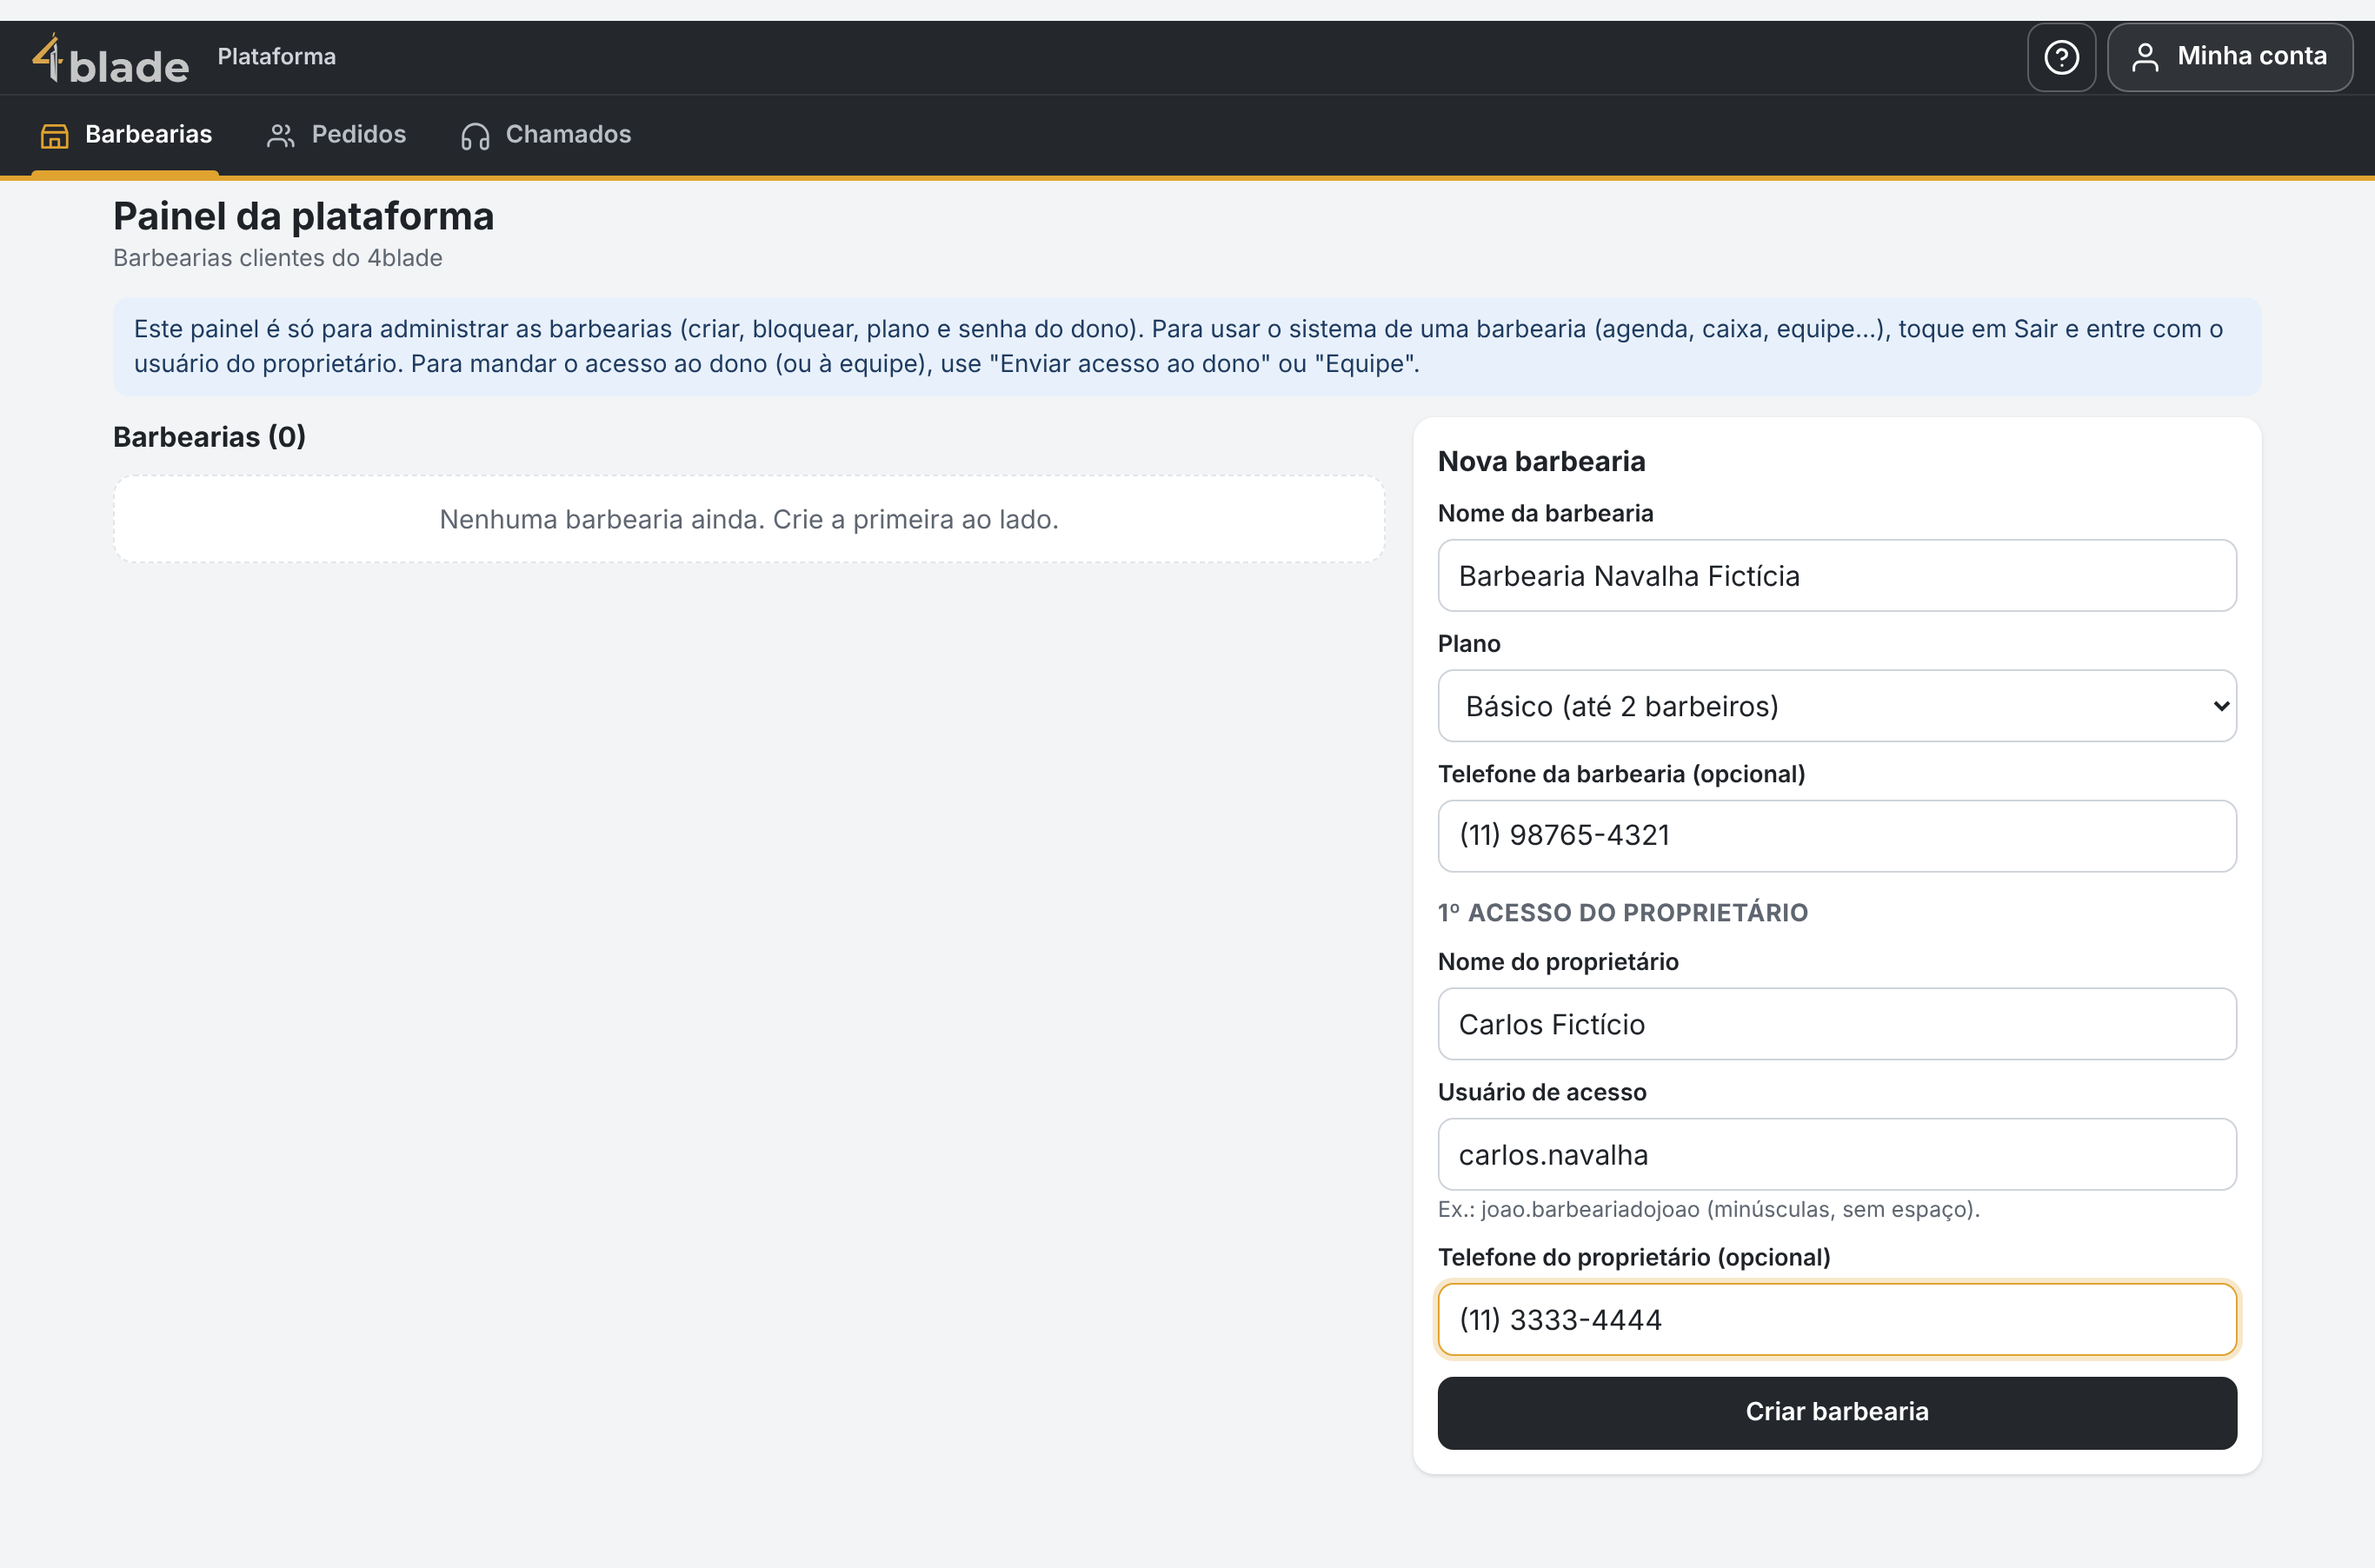 4blade
Plataforma
Minha conta
Barbearias
Pedidos
Chamados
Painel da plataforma
Barbearias clientes do 4blade
Este painel é só para administrar as barbearias (criar, bloquear, plano e senha do dono). Para usar o sistema de uma barbearia (agenda, caixa, equipe...), toque em Sair e entre com o
usuário do proprietário. Para mandar o acesso ao dono (ou à equipe), use "Enviar acesso ao dono" ou "Equipe".
Barbearias (0)
Nenhuma barbearia ainda. Crie a primeira ao lado.
Nova barbearia
Nome da barbearia
Barbearia Navalha Fictícia
Plano
Básico (até 2 barbeiros)
Telefone da barbearia (opcional)
(11) 98765-4321
1º ACESSO DO PROPRIETÁRIO
Nome do proprietário
Carlos Fictício
Usuário de acesso
carlos.navalha
Ex.: joao.barbeariadojoao (minúsculas, sem espaço).
Telefone do proprietário (opcional)
(11) 3333-4444
Criar barbearia